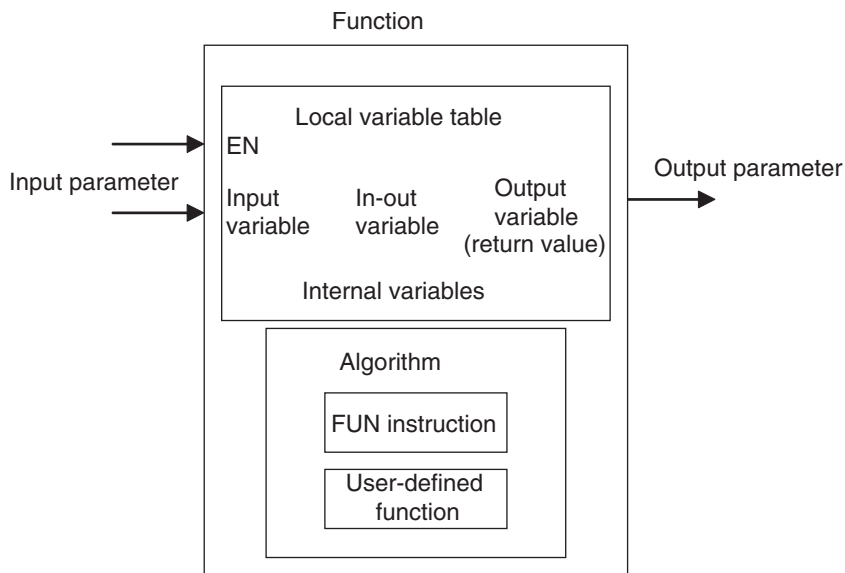 Function
Local variable table
EN
Input parameter
Output parameter
Input
variable
In-out
variable
Output
variable
(return value)
Internal variables
Algorithm
FUN instruction
User-defined
function